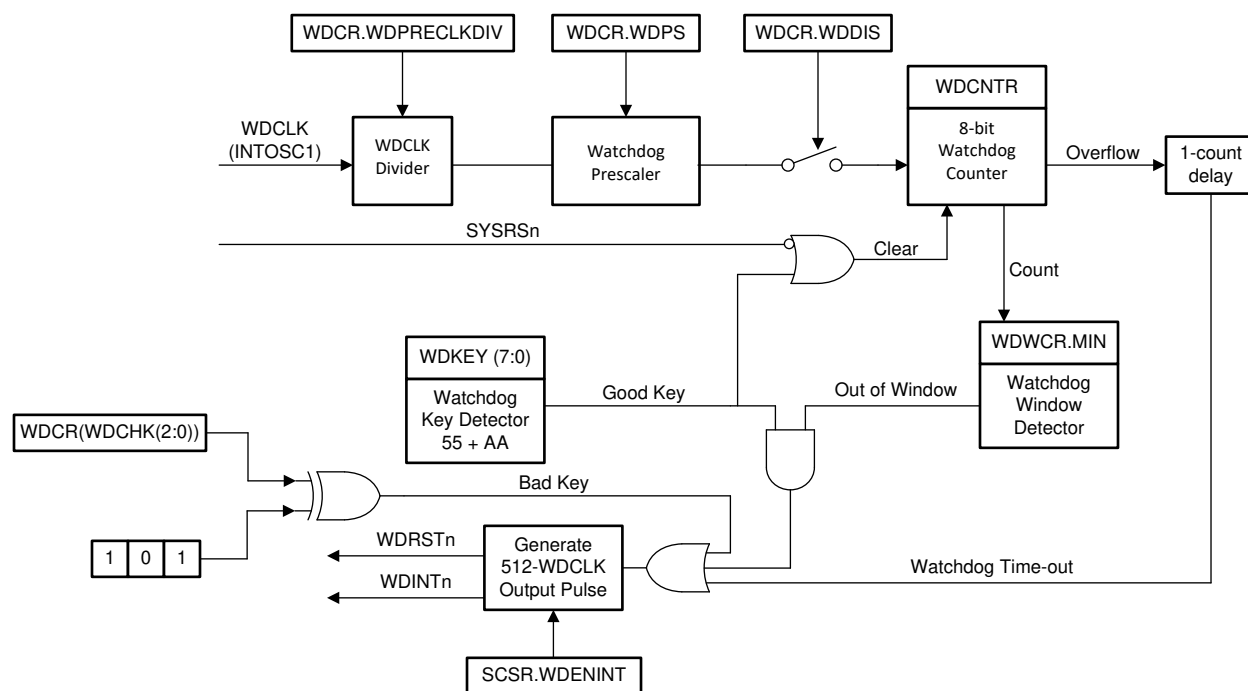 WDCR.WDPRECLKDIV
WDCR.WDPS
WDCR.WDDIS
WDCNTR
WDCLK
(INTOSC1)
WDCLK
Divider
Watchdog
Prescaler
8-bit
Watchdog
Counter
Overflow
1-count
delay
SYSRSn
Clear
Count
WDKEY (7:0)
Watchdog
Key Detector
55 + AA
Good Key
Out of Window
WDWCR.MIN
Watchdog
Window
Detector
WDCR(WDCHK(2:0))
Bad Key
1 0 1
WDRSTn
WDINTn
Generate
512-WDCLK
Output Pulse
Watchdog Time-out
SCSR.WDENINT